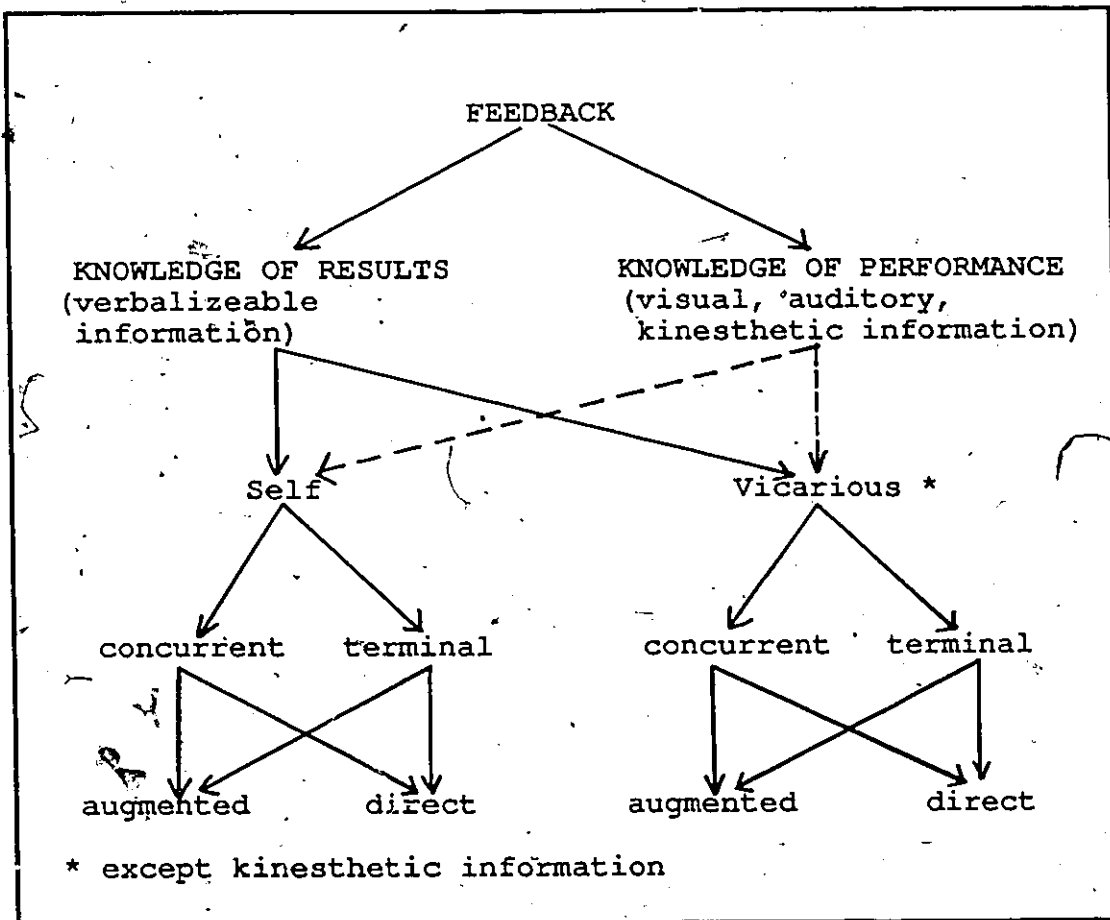 FEEDBACK
KNOWLEDGE OF RESULTS
(verbalizeable
information)
KNOWLEDGE OF PERFORMANCE
(visual, auditory,
kinesthetic information)
Self
Vicarious *
concurrent terminal
concurrent terminal
augmented direct
augmented direct
* except kinesthetic information